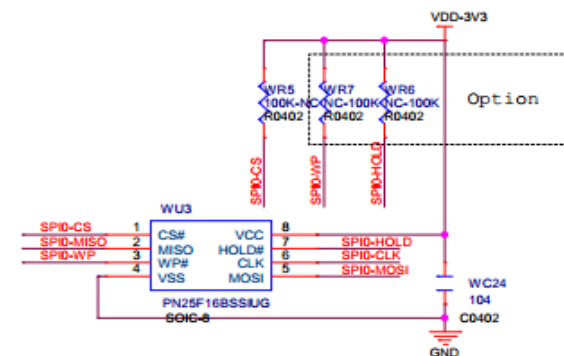 VDD-3V3
WR5
100K-NC
R0402
WR7
NC-100K
R0402
WR6
NC-100K
R0402
Option
SPI0-CS
SPI0-WP
SPI0-HOLD
WU3
SPI0-CS 1 CS# VCC 8
SPI0-MISO 2 MISO HOLD# 7 SPI0-HOLD
SPI0-WP 3 WP# CLK 6 SPI0-CLK
4 VSS MOSI 5 SPI0-MOSI
PN25F16BSSIUG
SOIC-8
WC24
104
C0402
GND